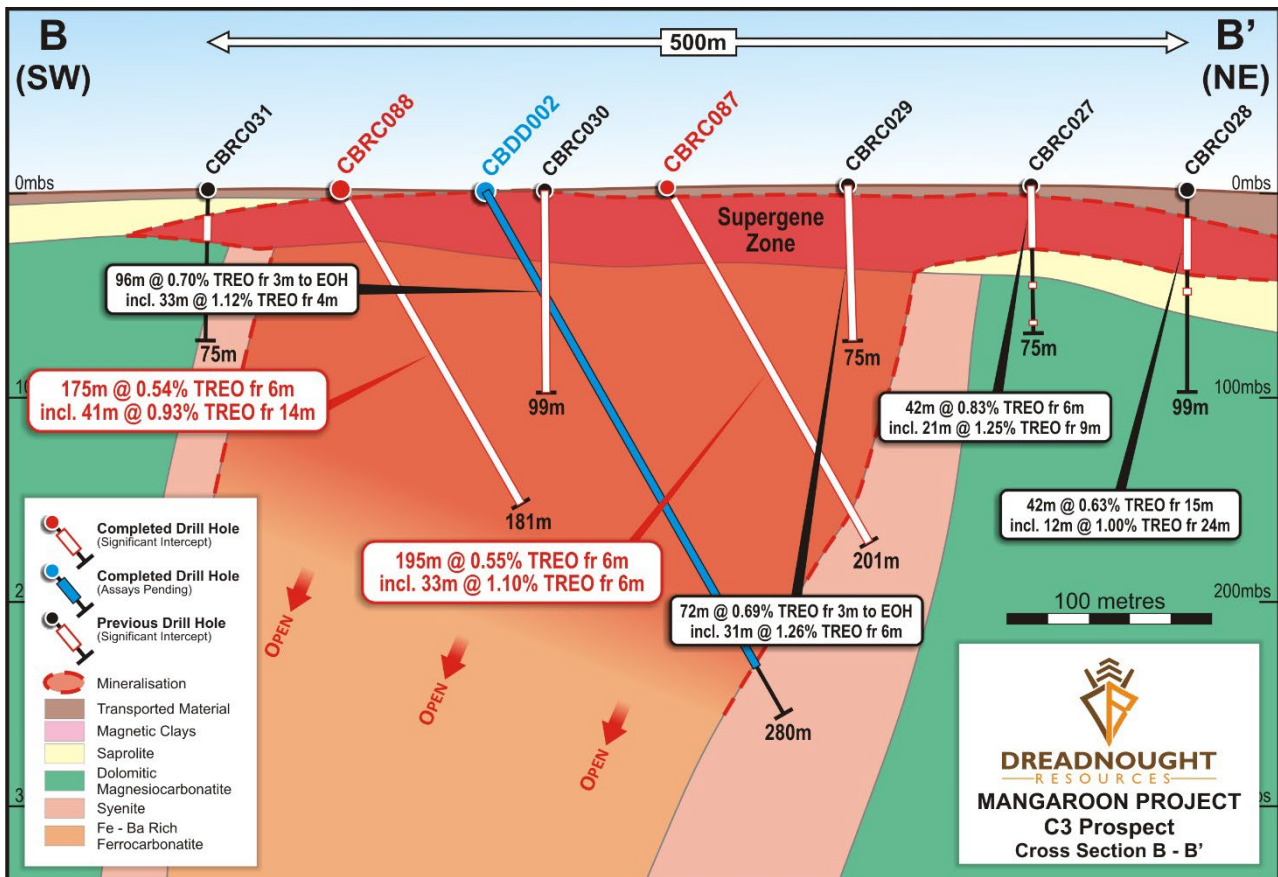 B
(SW)
500m
B'
(NE)
CBRC031
CBRC088
CBDD002
CBRC030
CBRC087
CBRC029
CBRC027
CBRC028
0mbs
0mbs
Supergene
Zone
96m @ 0.70% TREO fr 3m to EOH
incl. 33m @ 1.12% TREO fr 4m
75m
175m @ 0.54% TREO fr 6m
incl. 41m @ 0.93% TREO fr 14m
99m
75m
75m
10
100mbs
99m
42m @ 0.83% TREO fr 6m
incl. 21m @ 1.25% TREO fr 9m
42m @ 0.63% TREO fr 15m
incl. 12m @ 1.00% TREO fr 24m
181m
195m @ 0.55% TREO fr 6m
incl. 33m @ 1.10% TREO fr 6m
201m
72m @ 0.69% TREO fr 3m to EOH
incl. 31m @ 1.26% TREO fr 6m
2
200mbs
100 metres
OPEN
OPEN
OPEN
280m
3
bs
Completed Drill Hole
(Significant Intercept)
Completed Drill Hole
(Assays Pending)
Previous Drill Hole
(Significant Intercept)
Mineralisation
Transported Material
Magnetic Clays
Saprolite
Dolomitic
Magnesiocarbonatite
Syenite
Fe - Ba Rich
Ferrocarbonatite
DREADNOUGHT
RESOURCES
MANGAROON PROJECT
C3 Prospect
Cross Section B - B'